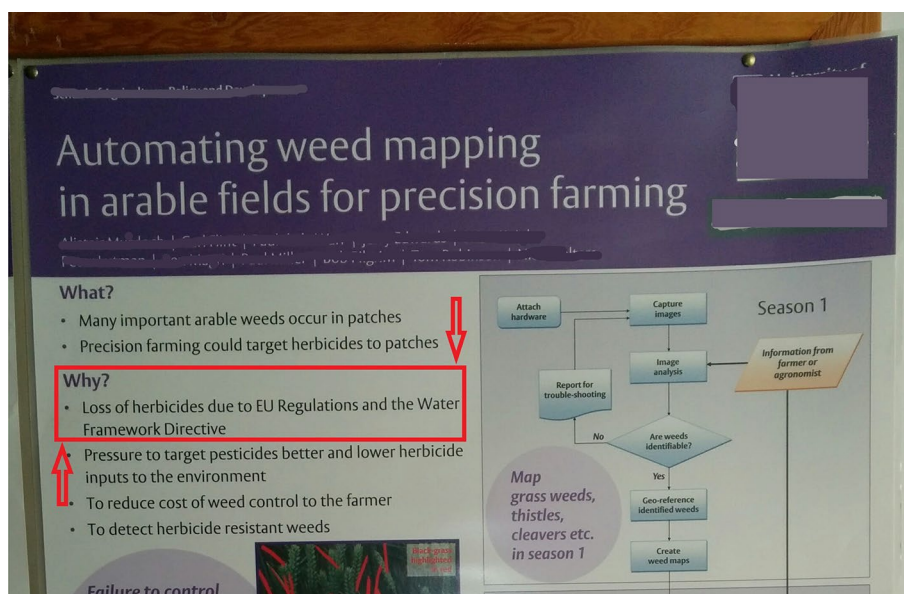 Automating weed mapping
in arable fields for precision farming
What?
• Many important arable weeds occur in patches
• Precision farming could target herbicides to patches
Why?
• Loss of herbicides due to EU Regulations and the Water
Framework Directive
• Pressure to target pesticides better and lower herbicide
inputs to the environment
• To reduce cost of weed control to the farmer
• To detect herbicide resistant weeds
Failure to control
Black-grass
highlighted
in red
Season 1
Attach
hardware
Capture
images
Image
analysis
Information from
farmer or
agronomist
Report for
trouble-shooting
No
Are weeds
identifiable?
Yes
Map
grass weeds,
thistles,
cleavers etc.
in season 1
Geo-reference
identified weeds
Create
weed maps